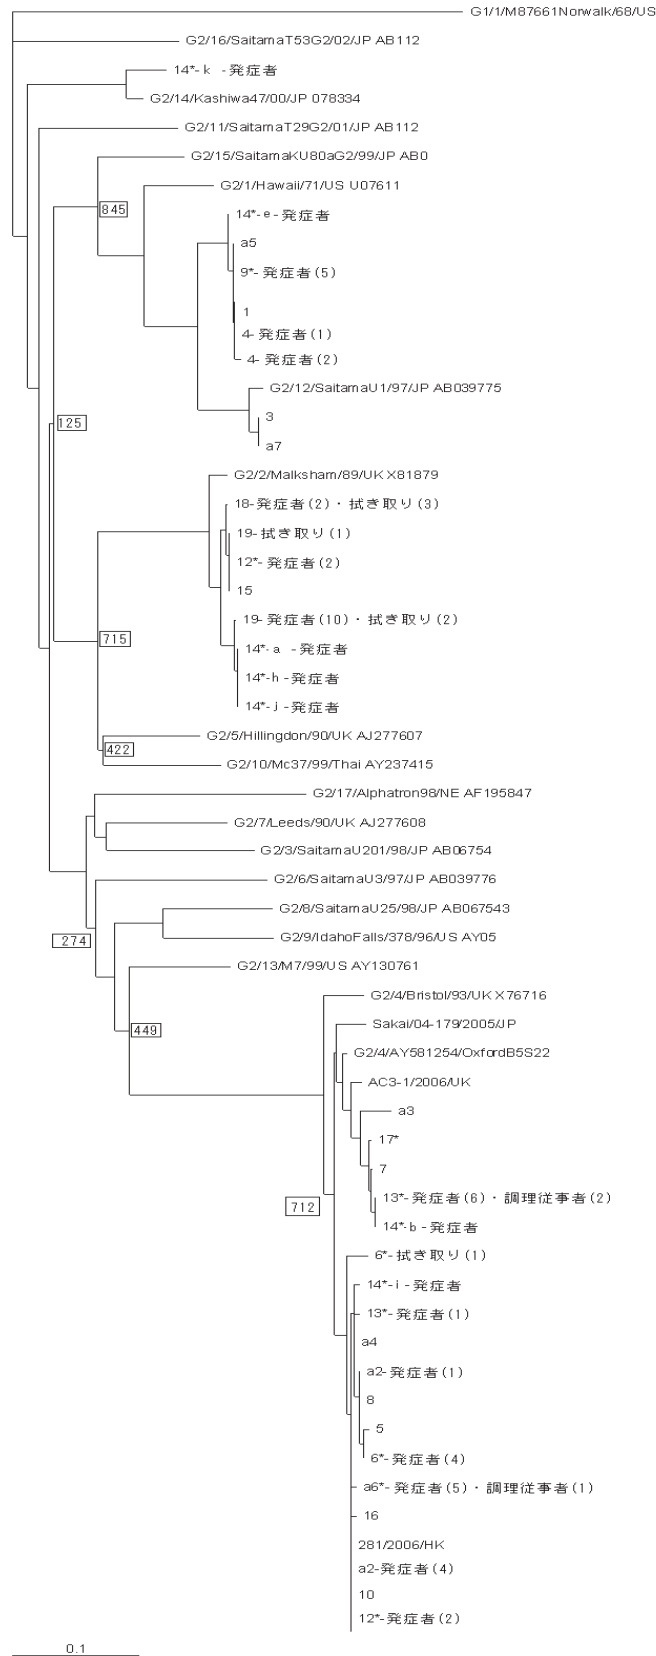 G1/1/M87661Norwalk/68/US
G2/16/SaitamaT53G2/02/JP AB112
14*-k -発症者
G2/14/Kashiwa47/00/JP 078334
G2/11/SaitamaT29G2/01/JP AB112
G2/15/SaitamaKU80aG2/99/JP AB0
G2/1/Hawaii/71/US U07611
845
14*-e-発症者
a5
9*-発症者(5)
1
4-発症者(1)
4-発症者(2)
G2/12/SaitamaU1/97/JP AB039775
3
125
a7
G2/2/Malksham/89/UK X81879
18-発症者(2)・拭き取り(3)
19-拭き取り(1)
12*-発症者(2)
15
19-発症者(10)・拭き取り(2)
715
14*-a -発症者
14*-h-発症者
14*-j-発症者
G2/5/Hillingdon/90/UK AJ277607
422
G2/10/Mc37/99/Thai AY237415
G2/17/Alphatron98/NE AF195847
G2/7/Leeds/90/UK AJ277608
G2/3/SaitamaU201/98/JP AB06754
G2/6/SaitamaU3/97/JP AB039776
G2/8/SaitamaU25/98/JP AB067543
274
G2/9/IdahoFalls/378/96/US AY05
G2/13/M7/99/US AY130761
G2/4/Bristol/93/UK X76716
449
Sakai/04-179/2005/JP
G2/4/AY581254/OxfordB5S22
AC3-1/2006/UK
a3
17*
7
13*-発症者(6)・調理従事者(2)
712
14*-b-発症者
6*-拭き取り(1)
14*-i-発症者
13*-発症者(1)
a4
a2-発症者(1)
8
5
6*-発症者(4)
a6*-発症者(5)・調理従事者(1)
16
281/2006/HK
a2-発症者(4)
10
12*-発症者(2)
0.1